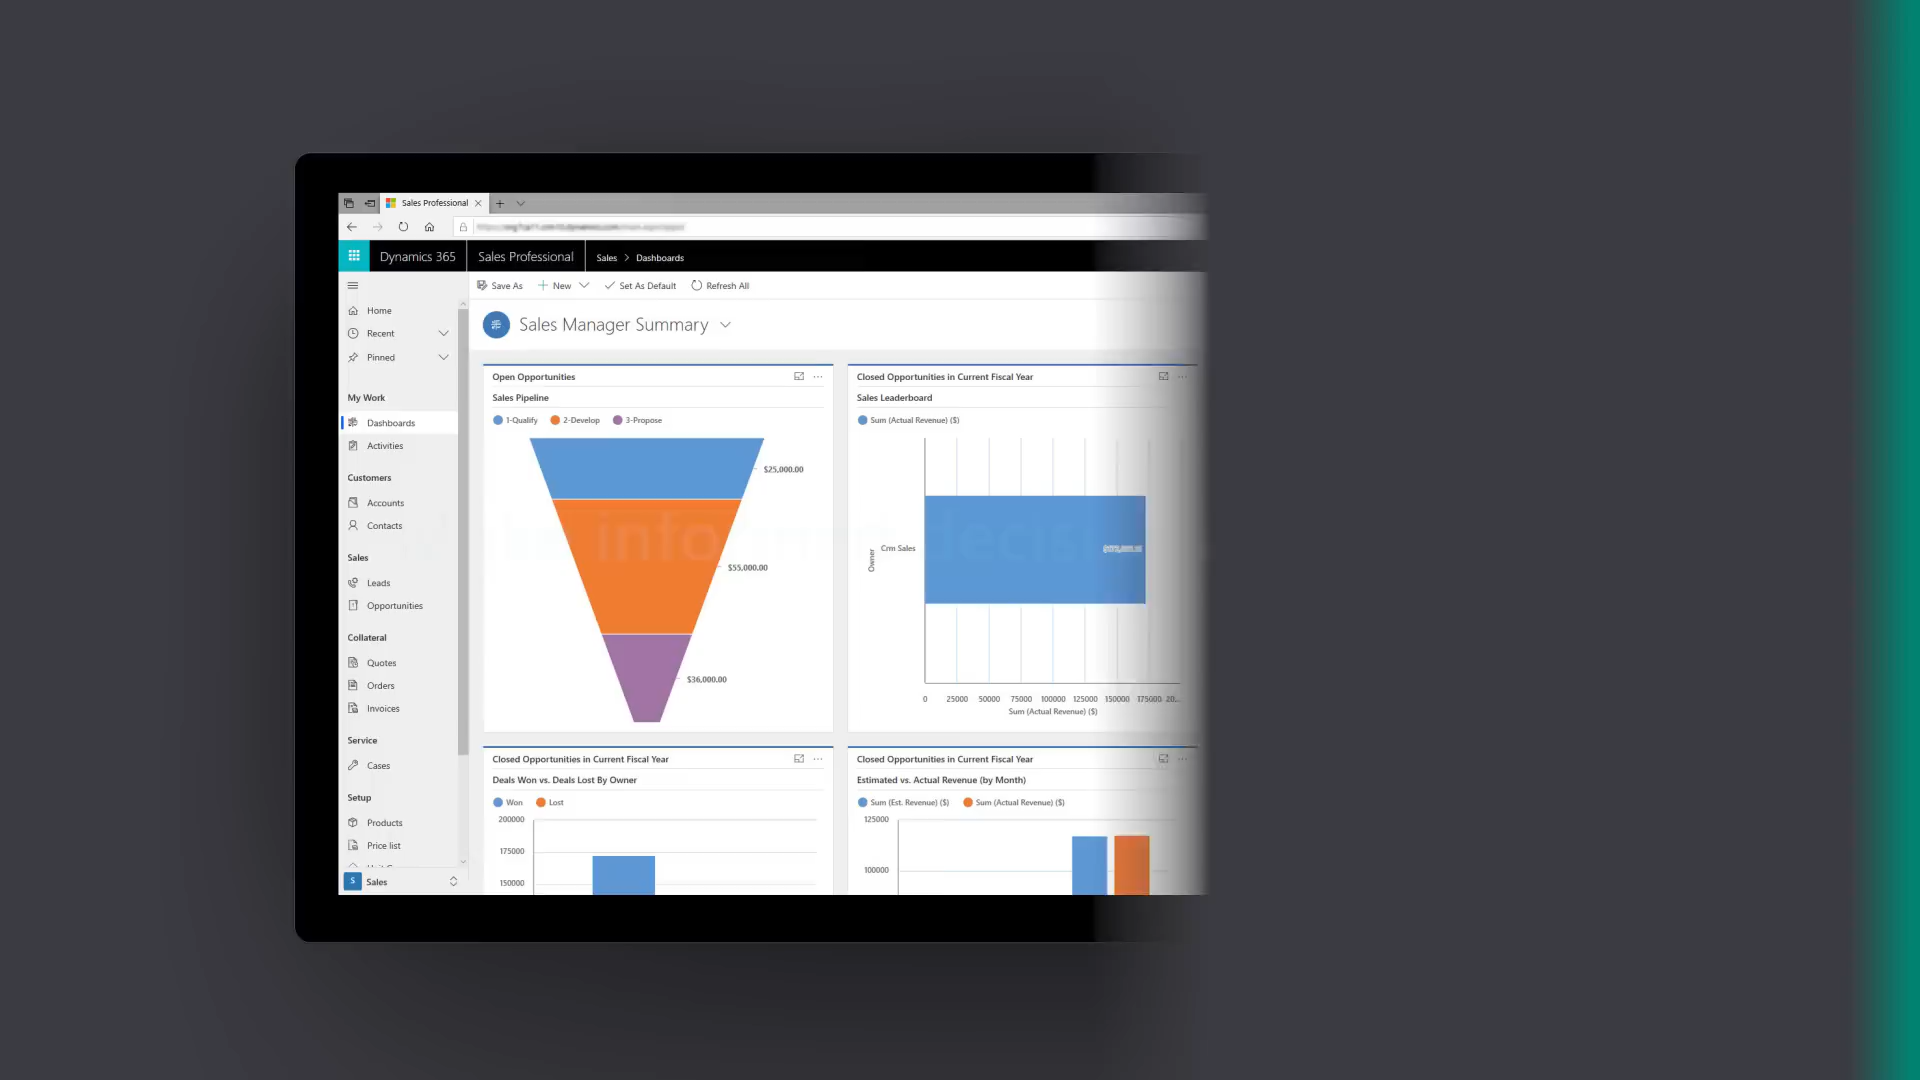 Sales Professional
Dynamics 365
Sales Professional
Sales > Dashboards
Save As
New
Set As Default
Refresh All
Home
Recent
Pinned
My Work
Dashboards
Activities
Customers
Accounts
Contacts
Sales
Leads
Opportunities
Collateral
Quotes
Orders
Invoices
Service
Cases
Setup
Products
Price list
S Sales
Sales Manager Summary
Open Opportunities
Sales Pipeline
1-Qualify 2-Develop 3-Propose
$25,000.00
$55,000.00
$36,000.00
Closed Opportunities in Current Fiscal Year
Sales Leaderboard
Sum (Actual Revenue) ($)
Owner
Crm Sales
0 25000 50000 75000 100000 125000 150000 175000 20...
Sum (Actual Revenue) ($)
Closed Opportunities in Current Fiscal Year
Deals Won vs. Deals Lost By Owner
Won Lost
200000
175000
150000
Closed Opportunities in Current Fiscal Year
Estimated vs. Actual Revenue (by Month)
Sum (Est. Revenue) ($) Sum (Actual Revenue) ($)
125000
100000